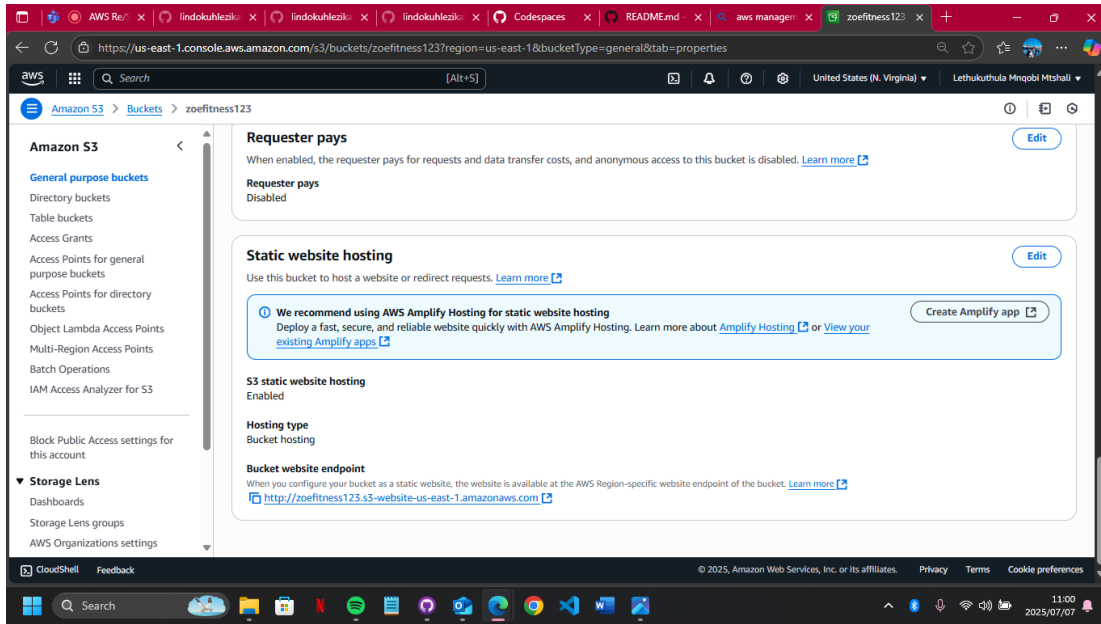 AWS Re/S
lindokuhlezika
lindokuhlezika
lindokuhlezika
Codespaces
README.md -
aws managem
zoefitness123
https://us-east-1.console.aws.amazon.com/s3/buckets/zoefitness123?region=us-east-1&bucketType=general&tab=properties
aws
Search
[Alt+S]
United States (N. Virginia)
Lethukuthula Mnqobi Mtshali
Amazon S3 > Buckets > zoefitness123
Amazon S3
General purpose buckets
Directory buckets
Table buckets
Access Grants
Access Points for general
purpose buckets
Access Points for directory
buckets
Object Lambda Access Points
Multi-Region Access Points
Batch Operations
IAM Access Analyzer for S3
Block Public Access settings for
this account
Storage Lens
Dashboards
Storage Lens groups
AWS Organizations settings
Requester pays
Edit
When enabled, the requester pays for requests and data transfer costs, and anonymous access to this bucket is disabled. Learn more
Requester pays
Disabled
Static website hosting
Edit
Use this bucket to host a website or redirect requests. Learn more
We recommend using AWS Amplify Hosting for static website hosting
Create Amplify app
Deploy a fast, secure, and reliable website quickly with AWS Amplify Hosting. Learn more about Amplify Hosting or View your
existing Amplify apps
S3 static website hosting
Enabled
Hosting type
Bucket hosting
Bucket website endpoint
When you configure your bucket as a static website, the website is available at the AWS Region-specific website endpoint of the bucket. Learn more
http://zoefitness123.s3-website-us-east-1.amazonaws.com
CloudShell
Feedback
© 2025, Amazon Web Services, Inc. or its affiliates.
Privacy
Terms
Cookie preferences
Search
11:00
2025/07/07